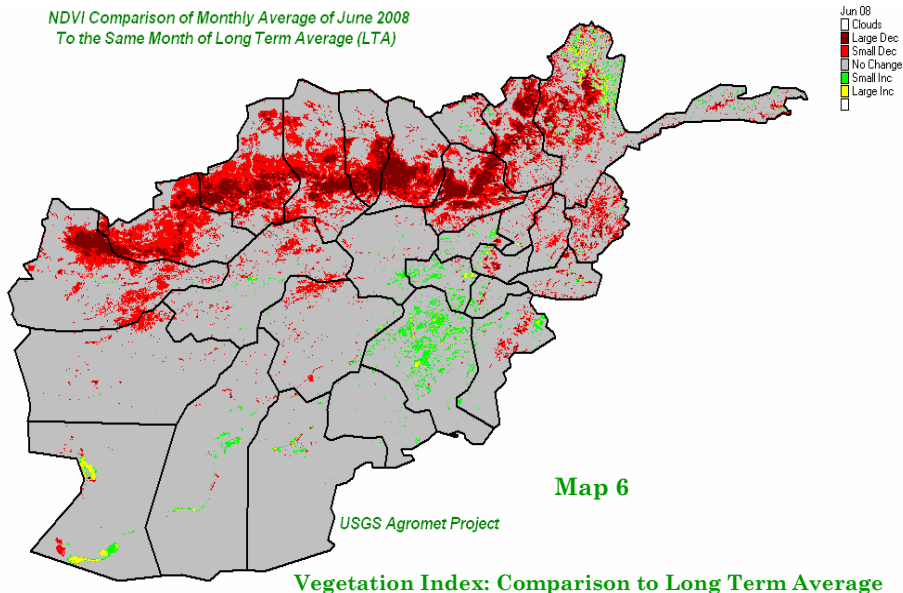 NDVI Comparison of Monthly Average of June 2008
To the Same Month of Long Term Average (LTA)
Jun 08
Clouds
Large Dec
Small Dec
No Change
Small Inc
Large Inc
Map 6
USGS Agromet Project
Vegetation Index: Comparison to Long Term Average